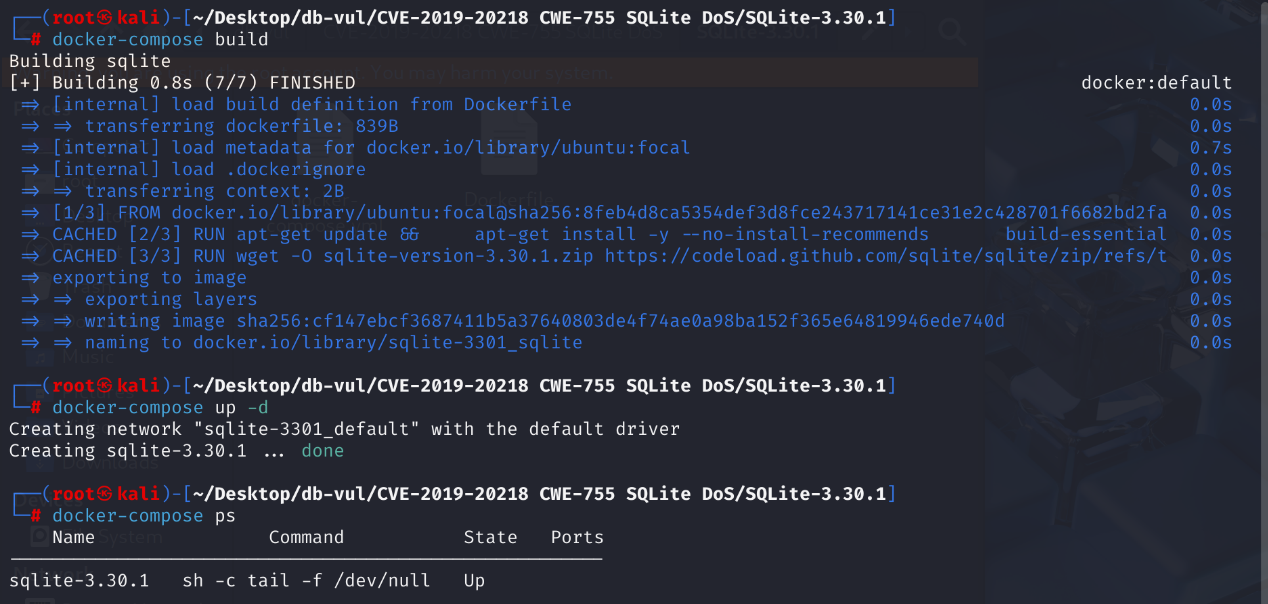 ┌──(root㉿kali)-[~/Desktop/db-vul/CVE-2019-20218 CWE-755 SQLite DoS/SQLite-3.30.1]
└─# docker-compose build
Building sqlite
[+] Building 0.8s (7/7) FINISHED docker:default
=> [internal] load build definition from Dockerfile 0.0s
=> => transferring dockerfile: 839B 0.0s
=> [internal] load metadata for docker.io/library/ubuntu:focal 0.7s
=> [internal] load .dockerignore 0.0s
=> => transferring context: 2B 0.0s
=> [1/3] FROM docker.io/library/ubuntu:focal@sha256:8feb4d8ca5354def3d8fce243717141ce31e2c428701f6682bd2fa 0.0s
=> CACHED [2/3] RUN apt-get update && apt-get install -y --no-install-recommends build-essential 0.0s
=> CACHED [3/3] RUN wget -O sqlite-version-3.30.1.zip https://codeload.github.com/sqlite/sqlite/zip/refs/t 0.0s
=> exporting to image 0.0s
=> => exporting layers 0.0s
=> => writing image sha256:cf147ebcf3687411b5a37640803de4f74ae0a98ba152f365e64819946ede740d 0.0s
=> => naming to docker.io/library/sqlite-3301_sqlite 0.0s
┌──(root㉿kali)-[~/Desktop/db-vul/CVE-2019-20218 CWE-755 SQLite DoS/SQLite-3.30.1]
└─# docker-compose up -d
Creating network "sqlite-3301_default" with the default driver
Creating sqlite-3.30.1 ... done
┌──(root㉿kali)-[~/Desktop/db-vul/CVE-2019-20218 CWE-755 SQLite DoS/SQLite-3.30.1]
└─# docker-compose ps
Name Command State Ports
sqlite-3.30.1 sh -c tail -f /dev/null Up